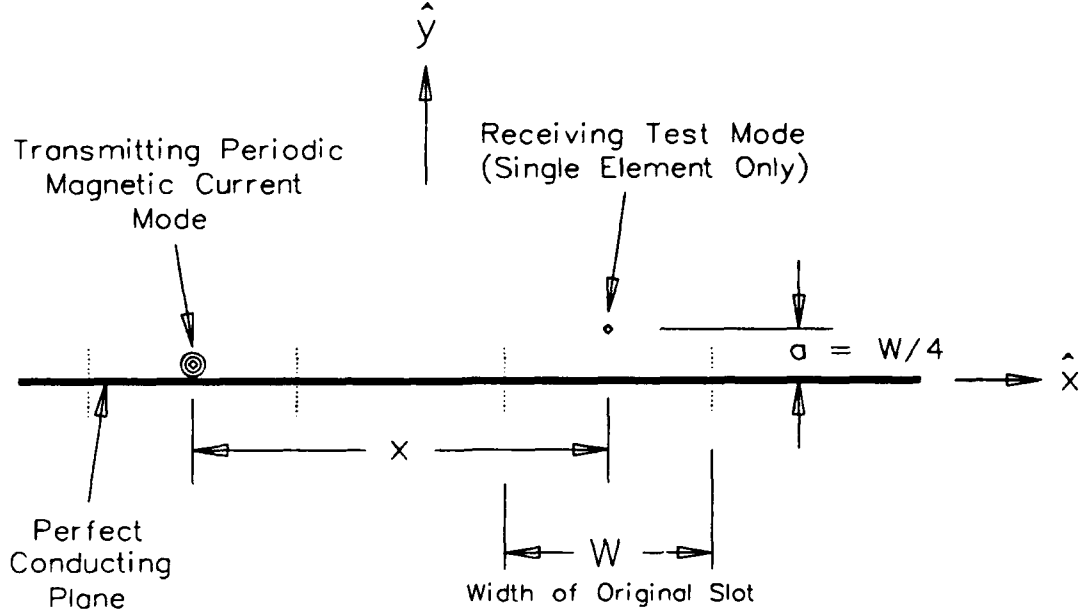 ŷ
Transmitting Periodic
Magnetic Current
Mode
Receiving Test Mode
(Single Element Only)
a = W/4
x̂
x
Perfect
Conducting
Plane
W
Width of Original Slot